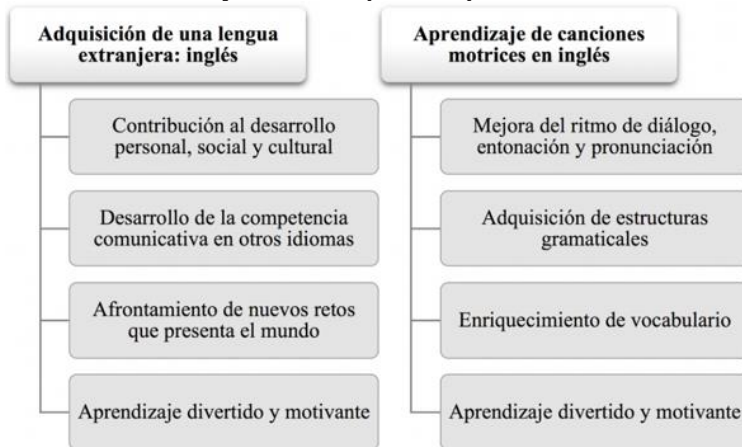 Adquisición de una lengua
extranjera: inglés
Contribución al desarrollo
personal, social y cultural
Desarrollo de la competencia
comunicativa en otros idiomas
Afrontamiento de nuevos retos
que presenta el mundo
Aprendizaje divertido y motivante
Aprendizaje de canciones
motrices en inglés
Mejora del ritmo de diálogo,
entonación y pronunciación
Adquisición de estructuras
gramaticales
Enriquecimiento de vocabulario
Aprendizaje divertido y motivante